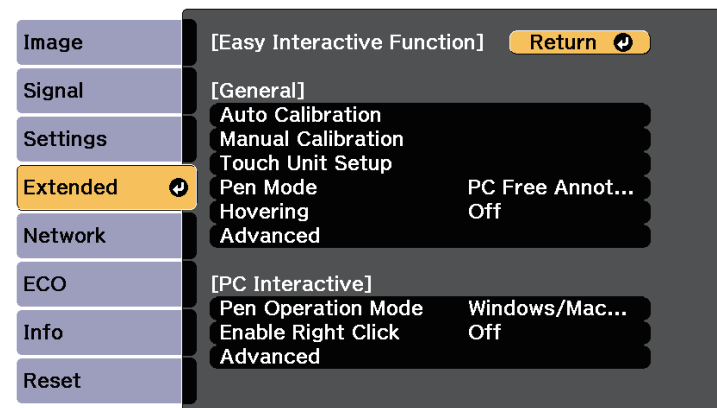 Image
Signal
Settings
Extended
Network
ECO
Info
Reset
[Easy Interactive Function] Return
[General]
Auto Calibration
Manual Calibration
Touch Unit Setup
Pen Mode PC Free Annot...
Hovering Off
Advanced
[PC Interactive]
Pen Operation Mode Windows/Mac...
Enable Right Click Off
Advanced